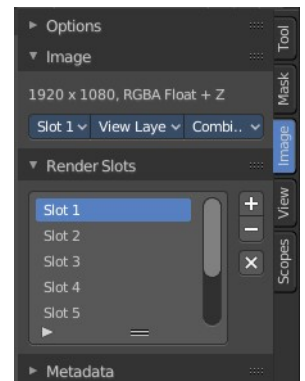 Options
Image
1920 x 1080, RGBA Float + Z
Slot 1 View Laye Combi..
Render Slots
Slot 1
Slot 2
Slot 3
Slot 4
Slot 5
Metadata
Tool
Mask
Image
View
Scopes